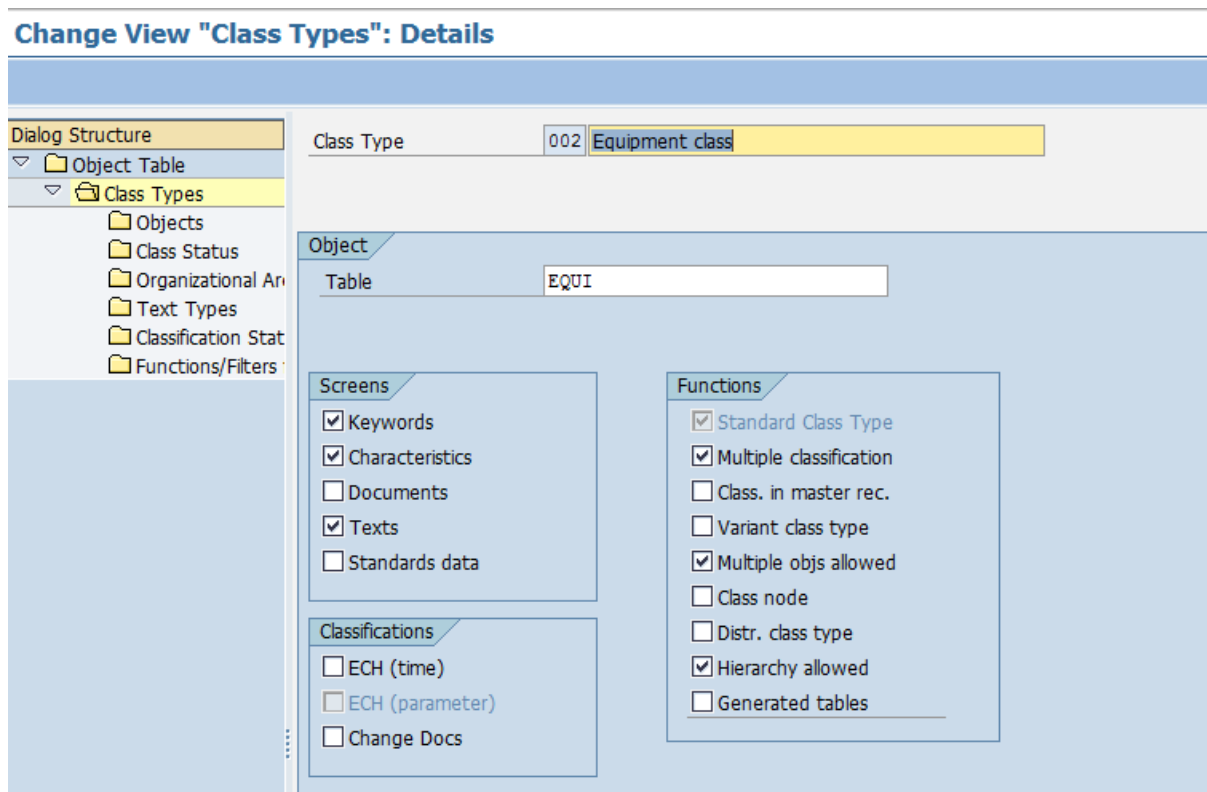 Change View "Class Types": Details
Dialog Structure
Object Table
Class Types
Objects
Class Status
Organizational Are
Text Types
Classification Stat
Functions/Filters
Class Type 002 Equipment class
Object
Table EQUI
Screens
Keywords
Characteristics
Documents
Texts
Standards data
Classifications
ECH (time)
ECH (parameter)
Change Docs
Functions
Standard Class Type
Multiple classification
Class. in master rec.
Variant class type
Multiple objs allowed
Class node
Distr. class type
Hierarchy allowed
Generated tables